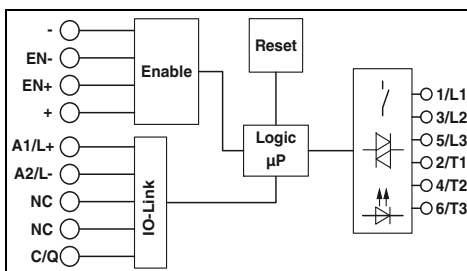 -
EN-
EN+
+
Enable
Reset
A1/L+
A2/L-
NC
NC
C/Q
IO-Link
Logic
µP
1/L1
3/L2
5/L3
2/T1
4/T2
6/T3